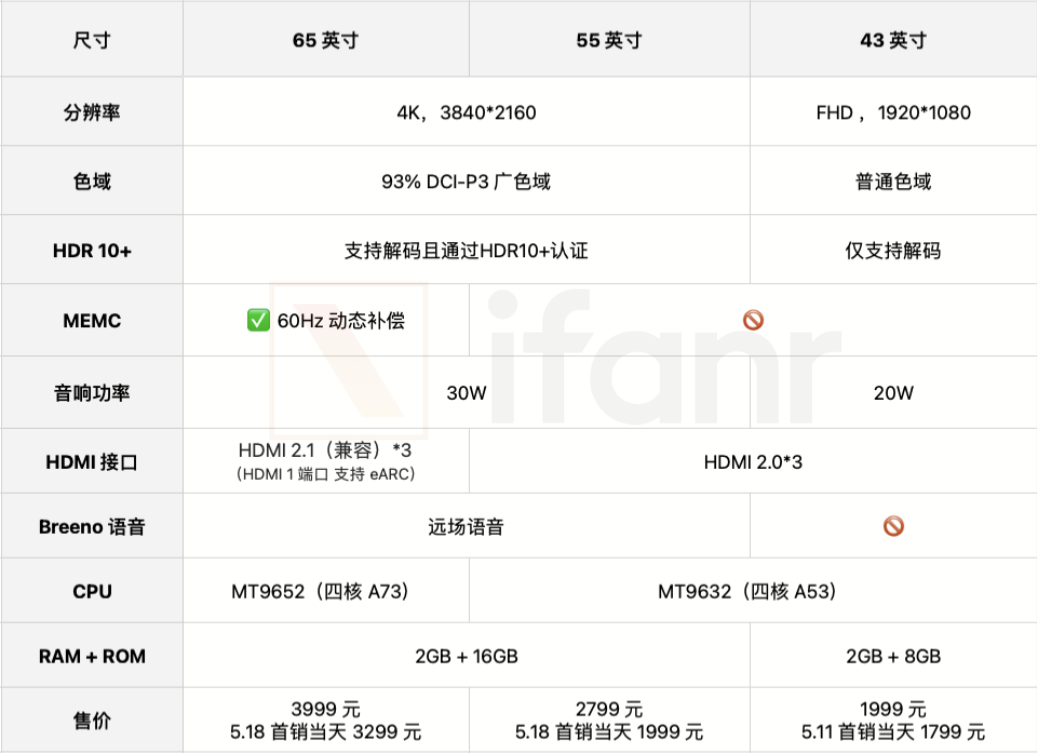 尺寸
65 英寸
55 英寸
43 英寸
分辨率
4K，3840*2160
FHD ，1920*1080
色域
93% DCI-P3 广色域
普通色域
HDR 10+
支持解码且通过HDR10+认证
仅支持解码
MEMC
60Hz 动态补偿
ifanr
音响功率
30W
20W
HDMI 接口
HDMI 2.1（兼容）*3
（HDMI 1 端口 支持 eARC）
HDMI 2.0*3
Breeno 语音
远场语音
CPU
MT9652（四核 A73）
MT9632（四核 A53）
RAM + ROM
2GB + 16GB
2GB + 8GB
售价
3999 元
5.18 首销当天 3299 元
2799 元
5.18 首销当天 1999 元
1999 元
5.11 首销当天 1799 元